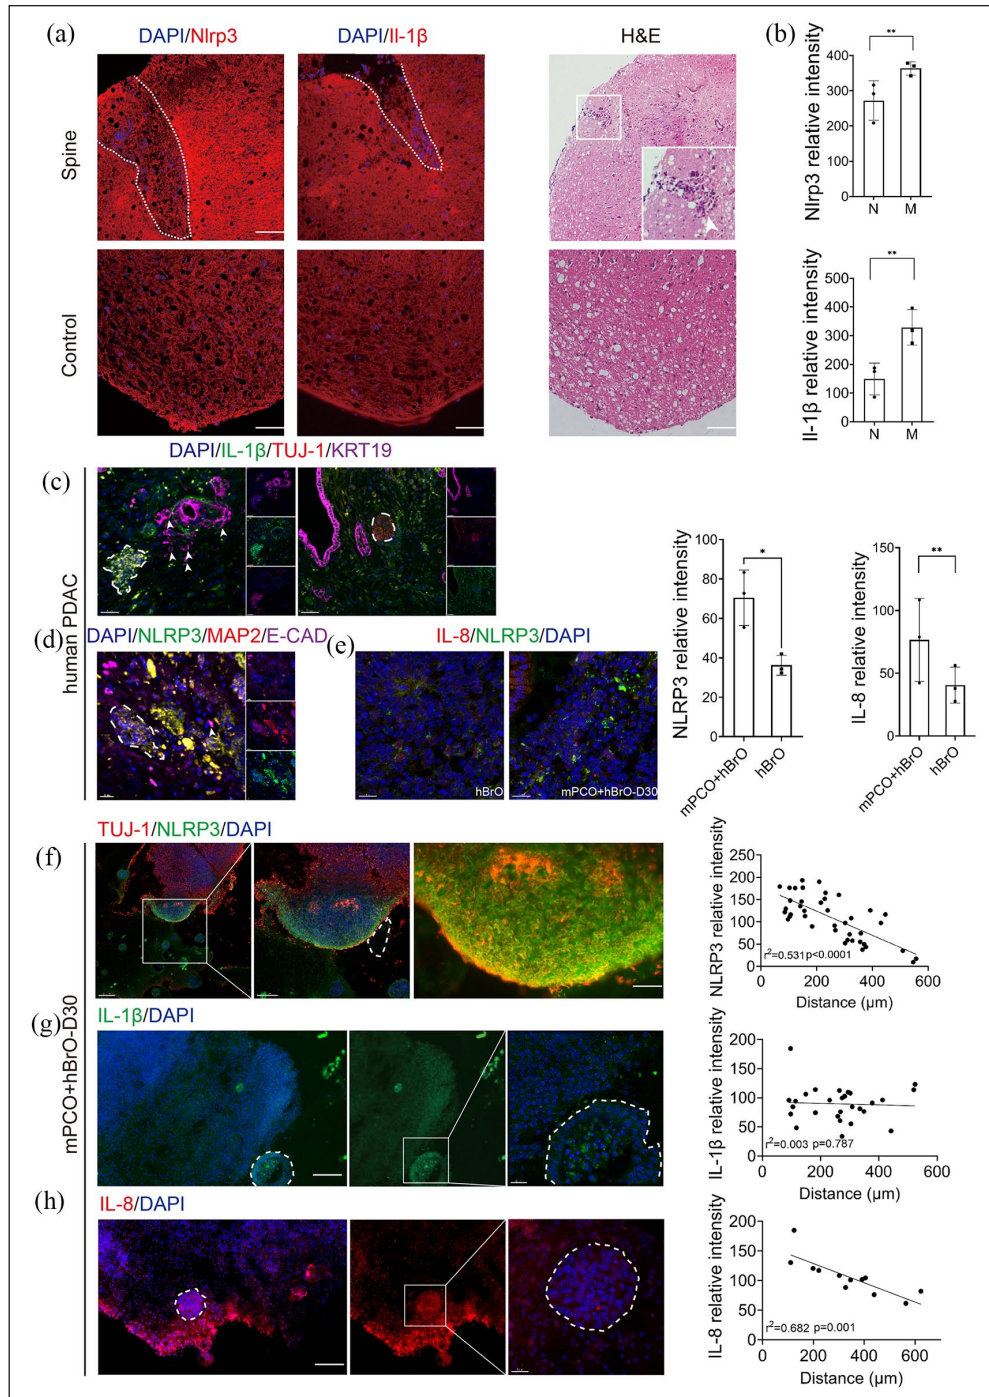 (a)
DAPI/Nlrp3
DAPI/Il-1β
H&E
(b)
Spine
Control
Nlrp3 relative intensity
400
300
200
100
0
**
N M
Il-1β relative intensity
500
400
300
200
100
0
**
N M
human PDAC
DAPI/IL-1β/TUJ-1/KRT19
(c)
(d)
DAPI/NLRP3/MAP2/E-CAD
(e)
IL-8/NLRP3/DAPI
hBrO
mPCO+hBrO-D30
NLRP3 relative intensity
100
80
60
40
20
0
*
mPCO+hBrO
hBrO
IL-8 relative intensity
150
100
50
0
**
mPCO+hBrO
hBrO
mPCO+hBrO-D30
TUJ-1/NLRP3/DAPI
(f)
NLRP3 relative intensity
250
200
150
100
50
0
r²=0.531 p<0.0001
0 200 400 600
Distance (μm)
(g)
IL-1β/DAPI
IL-1β relative intensity
200
150
100
50
0
r²=0.003 p=0.787
0 200 400 600
Distance (μm)
(h)
IL-8/DAPI
IL-8 relative intensity
200
150
100
50
0
r²=0.682 p=0.001
0 200 400 600
Distance (μm)